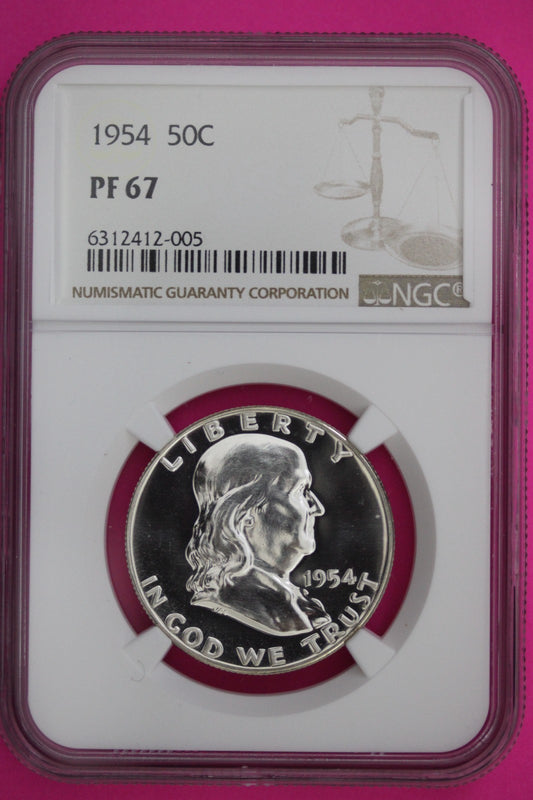 1954 50C
PF 67
6312412-005
NUMISMATIC GUARANTY CORPORATION
NGC®
LIBERTY
1954
IN GOD WE TRUST